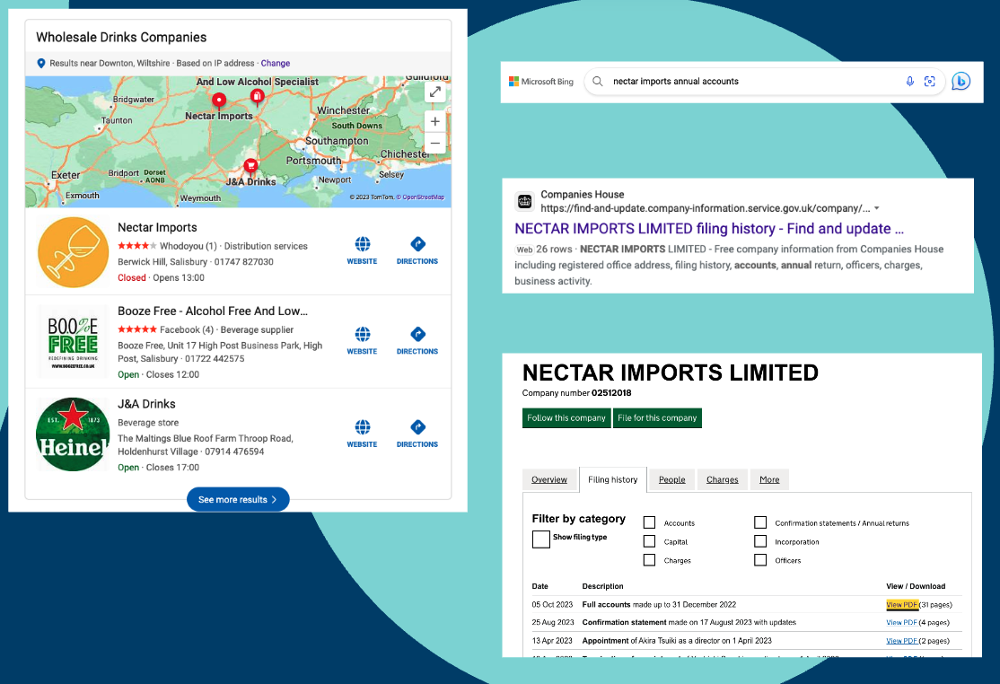 Wholesale Drinks Companies
Results near Downton, Wiltshire · Based on IP address · Change
And Low Alcohol Specialist
Guildford
Bridgwater
Nectar Imports
Winchester
Taunton
South Downs
Southampton
Chichester
Portsmouth
Exeter
Bridport
Dorset
AONB
J&A Drinks
Newport
Selsey
Exmouth
Weymouth
© 2023 TomTom, © OpenStreetMap
Nectar Imports
Whodoyou (1) · Distribution services
Berwick Hill, Salisbury · 01747 827030
Closed · Opens 13:00
WEBSITE
DIRECTIONS
BOOZE
FREE
REDEFINING DRINKING
WWW.BOOZEFREE.CO.UK
Booze Free - Alcohol Free And Low...
Facebook (4) · Beverage supplier
Booze Free, Unit 17 High Post Business Park, High
Post, Salisbury · 01722 442575
Open · Closes 12:00
WEBSITE
DIRECTIONS
EST. 1873
Heine
J&A Drinks
Beverage store
The Maltings Blue Roof Farm Throop Road,
Holdenhurst Village · 07914 476594
Open · Closes 17:00
WEBSITE
DIRECTIONS
See more results
Microsoft Bing
nectar imports annual accounts
Companies House
https://find-and-update.company-information.service.gov.uk/company/...
NECTAR IMPORTS LIMITED filing history - Find and update ...
Web 26 rows · NECTAR IMPORTS LIMITED - Free company information from Companies House
including registered office address, filing history, accounts, annual return, officers, charges,
business activity.
NECTAR IMPORTS LIMITED
Company number 02512018
Follow this company
File for this company
Overview
Filing history
People
Charges
More
Filter by category
Show filing type
Accounts
Confirmation statements / Annual returns
Capital
Incorporation
Charges
Officers
Date Description View / Download
05 Oct 2023 Full accounts made up to 31 December 2022 View PDF (31 pages)
25 Aug 2023 Confirmation statement made on 17 August 2023 with updates View PDF (4 pages)
13 Apr 2023 Appointment of Akira Tsuiki as a director on 1 April 2023 View PDF (2 pages)